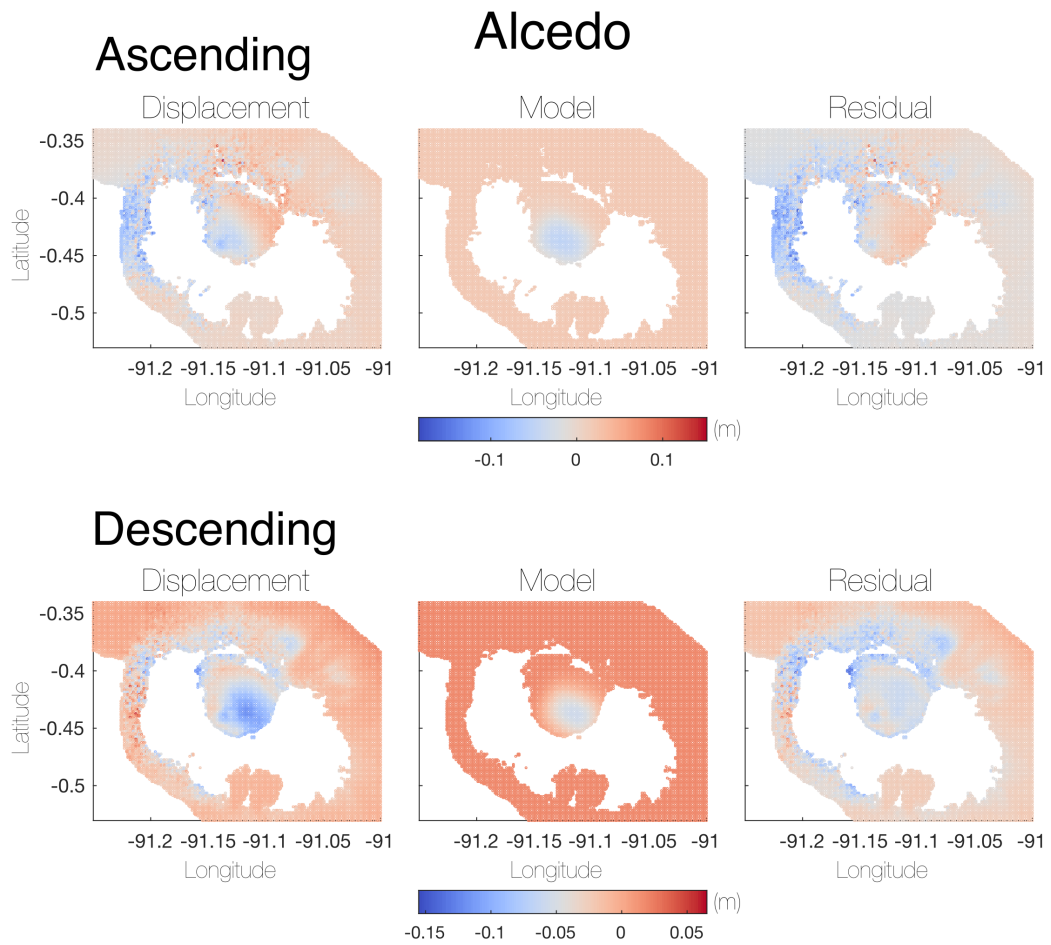 Alcedo
Ascending
Displacement Model Residual
-0.35
-0.4
-0.45
-0.5
Latitude
-91.2 -91.15 -91.1 -91.05 -91 -91.2 -91.15 -91.1 -91.05 -91 -91.2 -91.15 -91.1 -91.05 -91
Longitude Longitude Longitude
(m)
-0.1 0 0.1
Descending
Displacement Model Residual
-0.35
-0.4
-0.45
-0.5
Latitude
-91.2 -91.15 -91.1 -91.05 -91 -91.2 -91.15 -91.1 -91.05 -91 -91.2 -91.15 -91.1 -91.05 -91
Longitude Longitude Longitude
(m)
-0.15 -0.1 -0.05 0 0.05